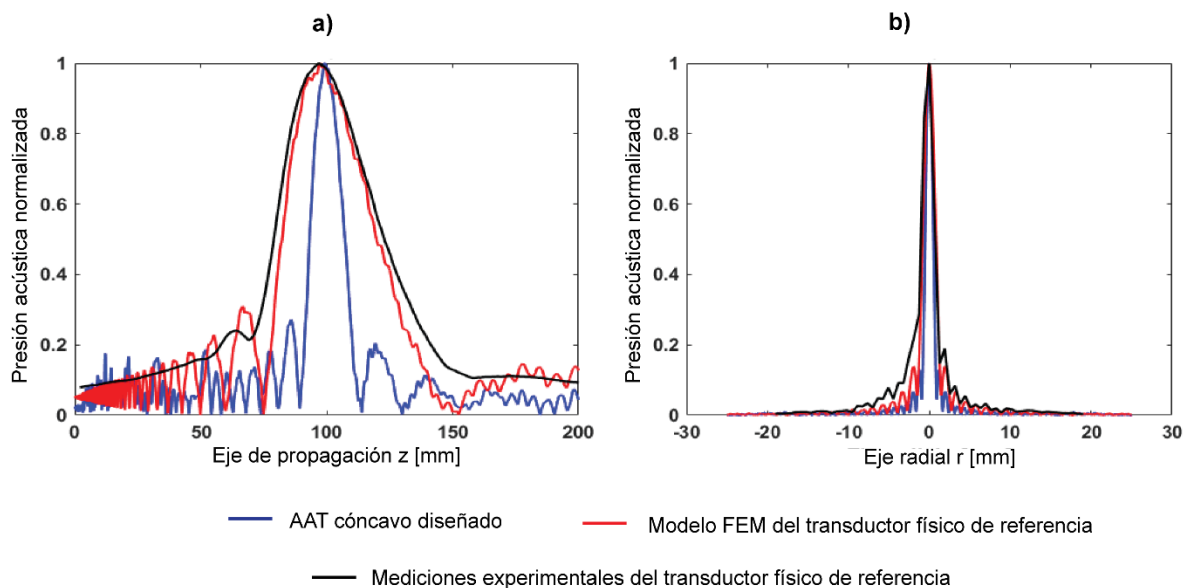 a)
Presión acústica normalizada
1
0.8
0.6
0.4
0.2
0
0 50 100 150 200
Eje de propagación z [mm]
b)
Presión acústica normalizada
1
0.8
0.6
0.4
0.2
0
-30 -20 -10 0 10 20 30
Eje radial r [mm]
AAT cóncavo diseñado
Modelo FEM del transductor físico de referencia
Mediciones experimentales del transductor físico de referencia